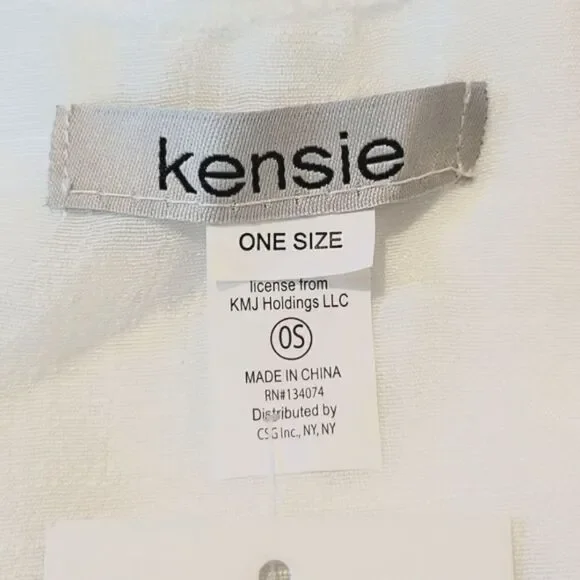 kensie
ONE SIZE
license from
KMJ Holdings LLC
OS
MADE IN CHINA
RN#134074
Distributed by
CSG Inc., NY, NY